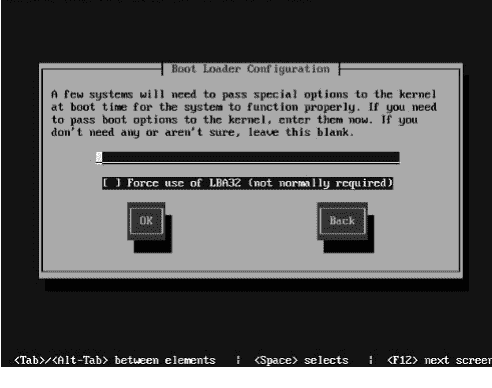 Boot Loader Configuration
A few systems will need to pass special options to the kernel
at boot time for the system to function properly. If you need
to pass boot options to the kernel, enter them now. If you
don't need any or aren't sure, leave this blank.
[ ] Force use of LBA32 (not normally required)
OK Back
<Tab>/<Alt-Tab> between elements | <Space> selects | <F12> next screen